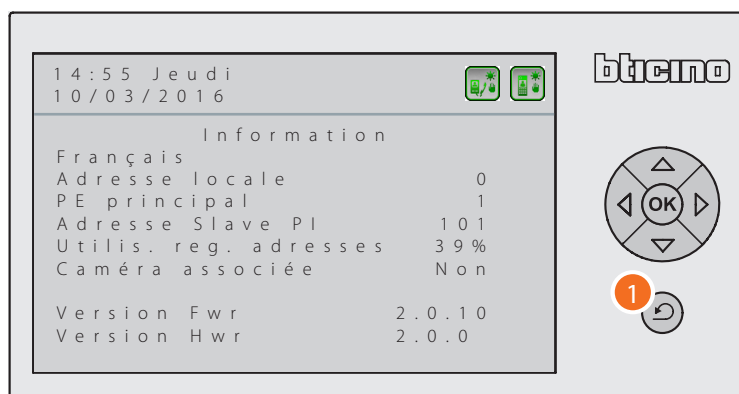 14:55 Jeudi
10/03/2016
bticino
Information
Français
Adresse locale 0
PE principal 1
Adresse Slave PI 101
Utilis. reg. adresses 39%
Caméra associée Non
Version Fwr 2.0.10
Version Hwr 2.0.0
OK
1